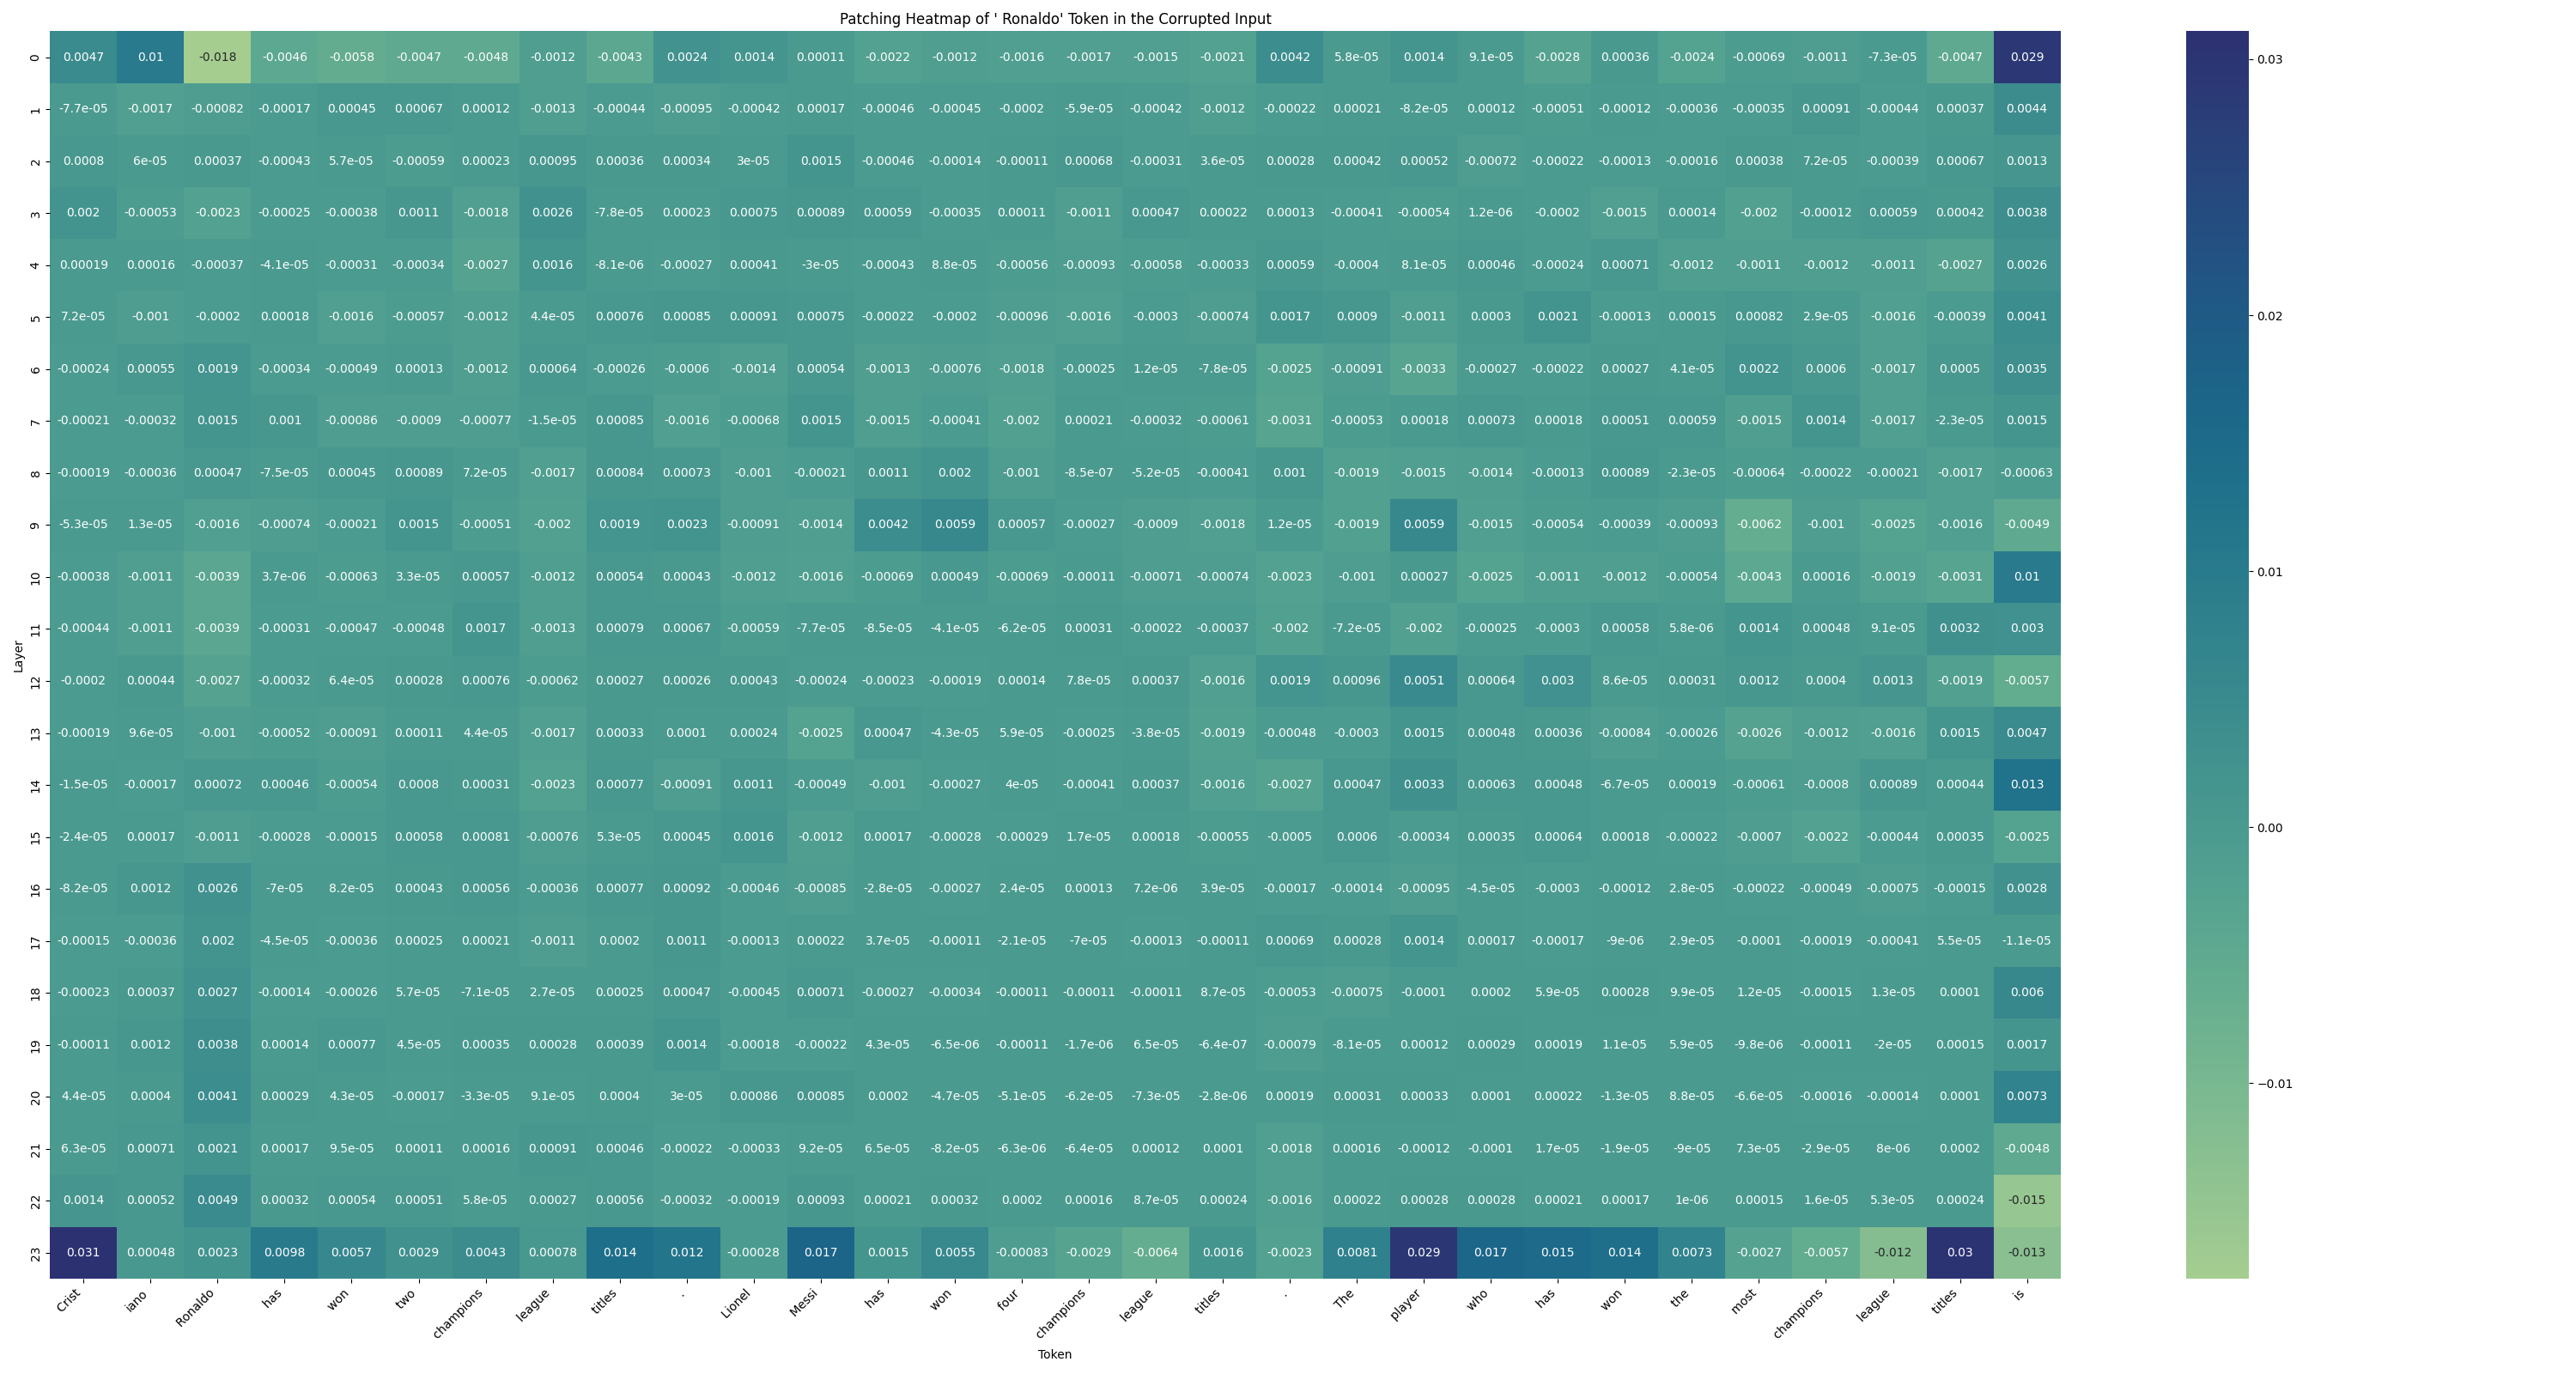 Patching Heatmap of ' Ronaldo' Token in the Corrupted Input
0 0.0047 0.01 -0.018 -0.0046 -0.0058 -0.0047 -0.0048 -0.0012 -0.0043 0.0024 0.0014 0.00011 -0.0022 -0.0012 -0.0016 -0.0017 -0.0015 -0.0021 0.0042 5.8e-05 0.0014 9.1e-05 -0.0028 0.00036 -0.0024 -0.00069 -0.0011 -7.3e-05 -0.0047 0.029
1 -7.7e-05 -0.0017 -0.00082 -0.00017 0.00045 0.00067 0.00012 -0.0013 -0.00044 -0.00095 -0.00042 0.00017 -0.00046 -0.00045 -0.0002 -5.9e-05 -0.00042 -0.0012 -0.00022 0.00021 -8.2e-05 0.00012 -0.00051 -0.00012 -0.00036 -0.00035 0.00091 -0.00044 0.00037 0.0044
2 0.0008 6e-05 0.00037 -0.00043 5.7e-05 -0.00059 0.00023 0.00095 0.00036 0.00034 3e-05 0.0015 -0.00046 -0.00014 -0.00011 0.00068 -0.00031 3.6e-05 0.00028 0.00042 0.00052 -0.00072 -0.00022 -0.00013 -0.00016 0.00038 7.2e-05 -0.00039 0.00067 0.0013
3 0.002 -0.00053 -0.0023 -0.00025 -0.00038 0.0011 -0.0018 0.0026 -7.8e-05 0.00023 0.00075 0.00089 0.00059 -0.00035 0.00011 -0.0011 0.00047 0.00022 0.00013 -0.00041 -0.00054 1.2e-06 -0.0002 -0.0015 0.00014 -0.002 -0.00012 0.00059 0.00042 0.0038
4 0.00019 0.00016 -0.00037 -4.1e-05 -0.00031 -0.00034 -0.0027 0.0016 -8.1e-06 -0.00027 0.00041 -3e-05 -0.00043 8.8e-05 -0.00056 -0.00093 -0.00058 -0.00033 0.00059 -0.0004 8.1e-05 0.00046 -0.00024 0.00071 -0.0012 -0.0011 -0.0012 -0.0011 -0.0027 0.0026
5 7.2e-05 -0.001 -0.0002 0.00018 -0.0016 -0.00057 -0.0012 4.4e-05 0.00076 0.00085 0.00091 0.00075 -0.00022 -0.0002 -0.00096 -0.0016 -0.0003 -0.00074 0.0017 0.0009 -0.0011 0.0003 0.0021 -0.00013 0.00015 0.00082 2.9e-05 -0.0016 -0.00039 0.0041
6 -0.00024 0.00055 0.0019 -0.00034 -0.00049 0.00013 -0.0012 0.00064 -0.00026 -0.0006 -0.0014 0.00054 -0.0013 -0.00076 -0.0018 -0.00025 1.2e-05 -7.8e-05 -0.0025 -0.00091 -0.0033 -0.00027 -0.00022 0.00027 4.1e-05 0.0022 0.0006 -0.0017 0.0005 0.0035
7 -0.00021 -0.00032 0.0015 0.001 -0.00086 -0.0009 -0.00077 -1.5e-05 0.00085 -0.0016 -0.00068 0.0015 -0.0015 -0.00041 -0.002 0.00021 -0.00032 -0.00061 -0.0031 -0.00053 0.00018 0.00073 0.00018 0.00051 0.00059 -0.0015 0.0014 -0.0017 -2.3e-05 0.0015
8 -0.00019 -0.00036 0.00047 -7.5e-05 0.00045 0.00089 7.2e-05 -0.0017 0.00084 0.00073 -0.001 -0.00021 0.0011 0.002 -0.001 -8.5e-07 -5.2e-05 -0.00041 0.001 -0.0019 -0.0015 -0.0014 -0.00013 0.00089 -2.3e-05 -0.00064 -0.00022 -0.00021 -0.0017 -0.00063
9 -5.3e-05 1.3e-05 -0.0016 -0.00074 -0.00021 0.0015 -0.00051 -0.002 0.0019 0.0023 -0.00091 -0.0014 0.0042 0.0059 0.00057 -0.00027 -0.0009 -0.0018 1.2e-05 -0.0019 0.0059 -0.0015 -0.00054 -0.00039 -0.00093 -0.0062 -0.001 -0.0025 -0.0016 -0.0049
10 -0.00038 -0.0011 -0.0039 3.7e-06 -0.00063 3.3e-05 0.00057 -0.0012 0.00054 0.00043 -0.0012 -0.0016 -0.00069 0.00049 -0.00069 -0.00011 -0.00071 -0.00074 -0.0023 -0.001 0.00027 -0.0025 -0.0011 -0.0012 -0.00054 -0.0043 0.00016 -0.0019 -0.0031 0.01
11 -0.00044 -0.0011 -0.0039 -0.00031 -0.00047 -0.00048 0.0017 -0.0013 0.00079 0.00067 -0.00059 -7.7e-05 -8.5e-05 -4.1e-05 -6.2e-05 0.00031 -0.00022 -0.00037 -0.002 -7.2e-05 -0.002 -0.00025 -0.0003 0.00058 5.8e-06 0.0014 0.00048 9.1e-05 0.0032 0.003
12 -0.0002 0.00044 -0.0027 -0.00032 6.4e-05 0.00028 0.00076 -0.00062 0.00027 0.00026 0.00043 -0.00024 -0.00023 -0.00019 0.00014 7.8e-05 0.00037 -0.0016 0.0019 0.00096 0.0051 0.00064 0.003 8.6e-05 0.00031 0.0012 0.0004 0.0013 -0.0019 -0.0057
13 -0.00019 9.6e-05 -0.001 -0.00052 -0.00091 0.00011 4.4e-05 -0.0017 0.00033 0.0001 0.00024 -0.0025 0.00047 -4.3e-05 5.9e-05 -0.00025 -3.8e-05 -0.0019 -0.00048 -0.0003 0.0015 0.00048 0.00036 -0.00084 -0.00026 -0.0026 -0.0012 -0.0016 0.0015 0.0047
14 -1.5e-05 -0.00017 0.00072 0.00046 -0.00054 0.0008 0.00031 -0.0023 0.00077 -0.00091 0.0011 -0.00049 -0.001 -0.00027 4e-05 -0.00041 0.00037 -0.0016 -0.0027 0.00047 0.0033 0.00063 0.00048 -6.7e-05 0.00019 -0.00061 -0.0008 0.00089 0.00044 0.013
15 -2.4e-05 0.00017 -0.0011 -0.00028 -0.00015 0.00058 0.00081 -0.00076 5.3e-05 0.00045 0.0016 -0.0012 0.00017 -0.00028 -0.00029 1.7e-05 0.00018 -0.00055 -0.0005 0.0006 -0.00034 0.00035 0.00064 0.00018 -0.00022 -0.0007 -0.0022 -0.00044 0.00035 -0.0025
16 -8.2e-05 0.0012 0.0026 -7e-05 8.2e-05 0.00043 0.00056 -0.00036 0.00077 0.00092 -0.00046 -0.00085 -2.8e-05 -0.00027 2.4e-05 0.00013 7.2e-06 3.9e-05 -0.00017 -0.00014 -0.00095 -4.5e-05 -0.0003 -0.00012 2.8e-05 -0.00022 -0.00049 -0.00075 -0.00015 0.0028
17 -0.00015 -0.00036 0.002 -4.5e-05 -0.00036 0.00025 0.00021 -0.0011 0.0002 0.0011 -0.00013 0.00022 3.7e-05 -0.00011 -2.1e-05 -7e-05 -0.00013 -0.00011 0.00069 0.00028 0.0014 0.00017 -0.00017 -9e-06 2.9e-05 -0.0001 -0.00019 -0.00041 5.5e-05 -1.1e-05
18 -0.00023 0.00037 0.0027 -0.00014 -0.00026 5.7e-05 -7.1e-05 2.7e-05 0.00025 0.00047 -0.00045 0.00071 -0.00027 -0.00034 -0.00011 -0.00011 -0.00011 8.7e-05 -0.00053 -0.00075 -0.0001 0.0002 5.9e-05 0.00028 9.9e-05 1.2e-05 -0.00015 1.3e-05 0.0001 0.006
19 -0.00011 0.0012 0.0038 0.00014 0.00077 4.5e-05 0.00035 0.00028 0.00039 0.0014 -0.00018 -0.00022 4.3e-05 -6.5e-06 -0.00011 -1.7e-06 6.5e-05 -6.4e-07 -0.00079 -8.1e-05 0.00012 0.00029 0.00019 1.1e-05 5.9e-05 -9.8e-06 -0.00011 -2e-05 0.00015 0.0017
20 4.4e-05 0.0004 0.0041 0.00029 4.3e-05 -0.00017 -3.3e-05 9.1e-05 0.0004 3e-05 0.00086 0.00085 0.0002 -4.7e-05 -5.1e-05 -6.2e-05 -7.3e-05 -2.8e-06 0.00019 0.00031 0.00033 0.0001 0.00022 -1.3e-05 8.8e-05 -6.6e-05 -0.00016 -0.00014 0.0001 0.0073
21 6.3e-05 0.00071 0.0021 0.00017 9.5e-05 0.00011 0.00016 0.00091 0.00046 -0.00022 -0.00033 9.2e-05 6.5e-05 -8.2e-05 -6.3e-06 -6.4e-05 0.00012 0.0001 -0.0018 0.00016 -0.00012 -0.0001 1.7e-05 -1.9e-05 -9e-05 7.3e-05 -2.9e-05 8e-06 0.0002 -0.0048
22 0.0014 0.00052 0.0049 0.00032 0.00054 0.00051 5.8e-05 0.00027 0.00056 -0.00032 -0.00019 0.00093 0.00021 0.00032 0.0002 0.00016 8.7e-05 0.00024 -0.0016 0.00022 0.00028 0.00028 0.00021 0.00017 1e-06 0.00015 1.6e-05 5.3e-05 0.00024 -0.015
23 0.031 0.00048 0.0023 0.0098 0.0057 0.0029 0.0043 0.00078 0.014 0.012 -0.00028 0.017 0.0015 0.0055 -0.00083 -0.0029 -0.0064 0.0016 -0.0023 0.0081 0.029 0.017 0.015 0.014 0.0073 -0.0027 -0.0057 -0.012 0.03 -0.013
Layer
Crist iano Ronaldo has won two champions league titles . Lionel Messi has won four champions league titles . The player who has won the most champions league titles is
Token
0.03
0.02
0.01
0.00
−0.01